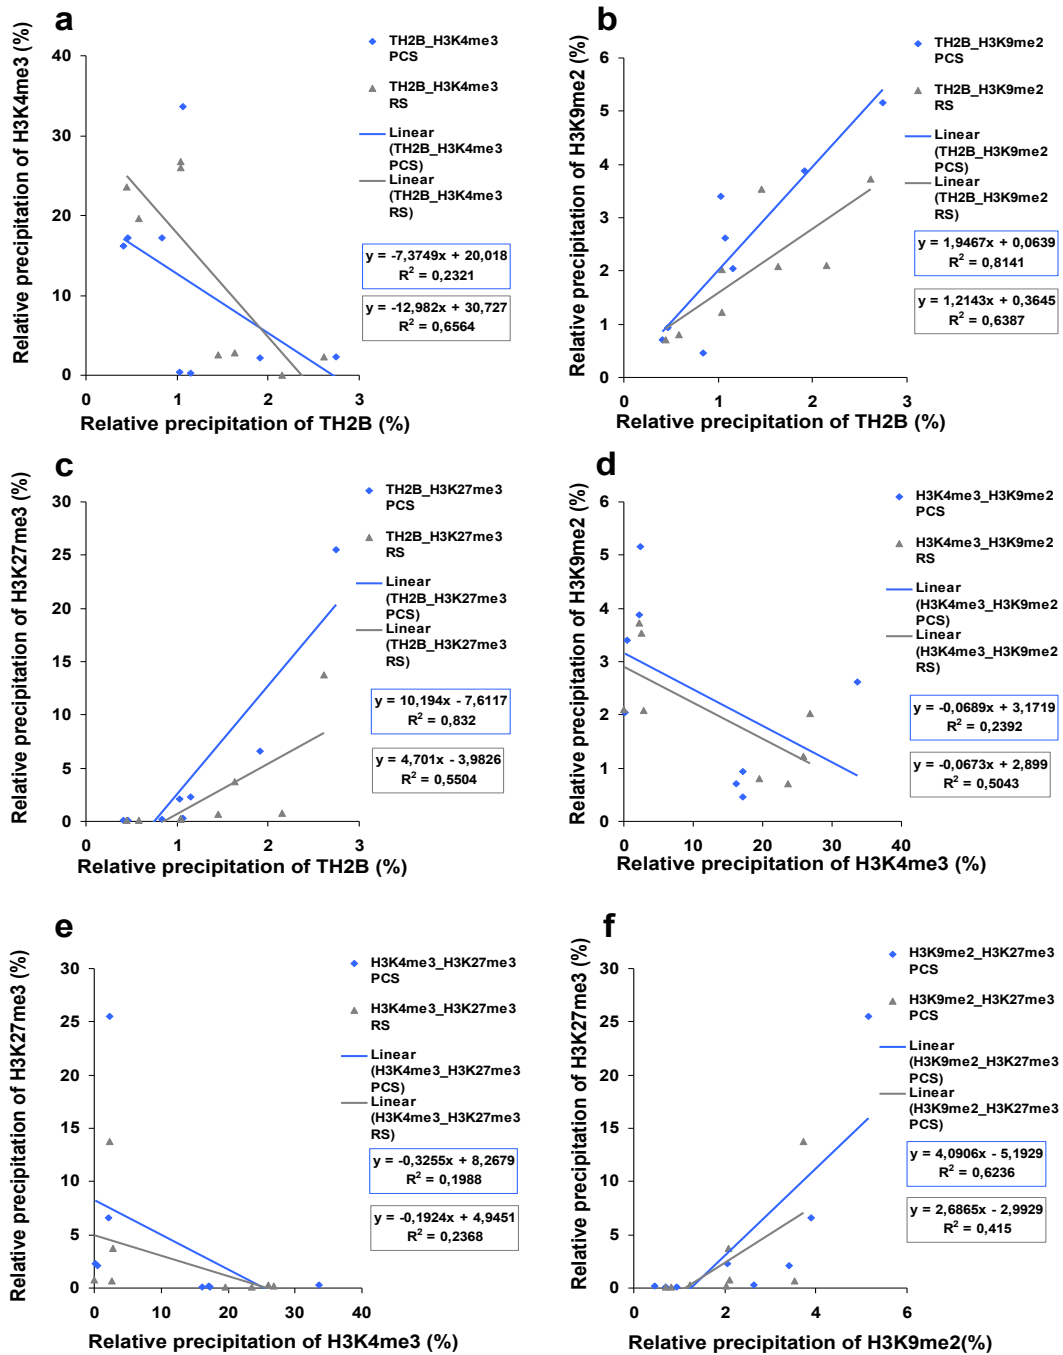 a
Relative precipitation of H3K4me3 (%)
40
30
20
10
0
0
1
2
3
Relative precipitation of TH2B (%)
TH2B_H3K4me3
PCS
TH2B_H3K4me3
RS
Linear
(TH2B_H3K4me3
PCS)
Linear
(TH2B_H3K4me3
RS)
y = -7,3749x + 20,018
R² = 0,2321
y = -12,982x + 30,727
R² = 0,6564
b
Relative precipitation of H3K9me2 (%)
6
5
4
3
2
1
0
0
1
2
3
Relative precipitation of TH2B (%)
TH2B_H3K9me2
PCS
TH2B_H3K9me2
RS
Linear
(TH2B_H3K9me2
PCS)
Linear
(TH2B_H3K9me2
RS)
y = 1,9467x + 0,0639
R² = 0,8141
y = 1,2143x + 0,3645
R² = 0,6387
c
Relative precipitation of H3K27me3 (%)
30
25
20
15
10
5
0
0
1
2
3
Relative precipitation of TH2B (%)
TH2B_H3K27me3
PCS
TH2B_H3K27me3
RS
Linear
(TH2B_H3K27me3
PCS)
Linear
(TH2B_H3K27me3
RS)
y = 10,194x - 7,6117
R² = 0,832
y = 4,701x - 3,9826
R² = 0,5504
d
Relative precipitation of H3K9me2 (%)
6
5
4
3
2
1
0
0
10
20
30
40
Relative precipitation of H3K4me3 (%)
H3K4me3_H3K9me2
PCS
H3K4me3_H3K9me2
RS
Linear
(H3K4me3_H3K9me2
PCS)
Linear
(H3K4me3_H3K9me2
RS)
y = -0,0689x + 3,1719
R² = 0,2392
y = -0,0673x + 2,899
R² = 0,5043
e
Relative precipitation of H3K27me3 (%)
30
25
20
15
10
5
0
0
10
20
30
40
Relative precipitation of H3K4me3 (%)
H3K4me3_H3K27me3
PCS
H3K4me3_H3K27me3
RS
Linear
(H3K4me3_H3K27me3
PCS)
Linear
(H3K4me3_H3K27me3
RS)
y = -0,3255x + 8,2679
R² = 0,1988
y = -0,1924x + 4,9451
R² = 0,2368
f
Relative precipitation of H3K27me3 (%)
30
25
20
15
10
5
0
0
2
4
6
Relative precipitation of H3K9me2(%)
H3K9me2_H3K27me3
PCS
H3K9me2_H3K27me3
PCS
Linear
(H3K9me2_H3K27me3
PCS)
Linear
(H3K9me2_H3K27me3
PCS)
y = 4,0906x - 5,1929
R² = 0,6236
y = 2,6865x - 2,9929
R² = 0,415